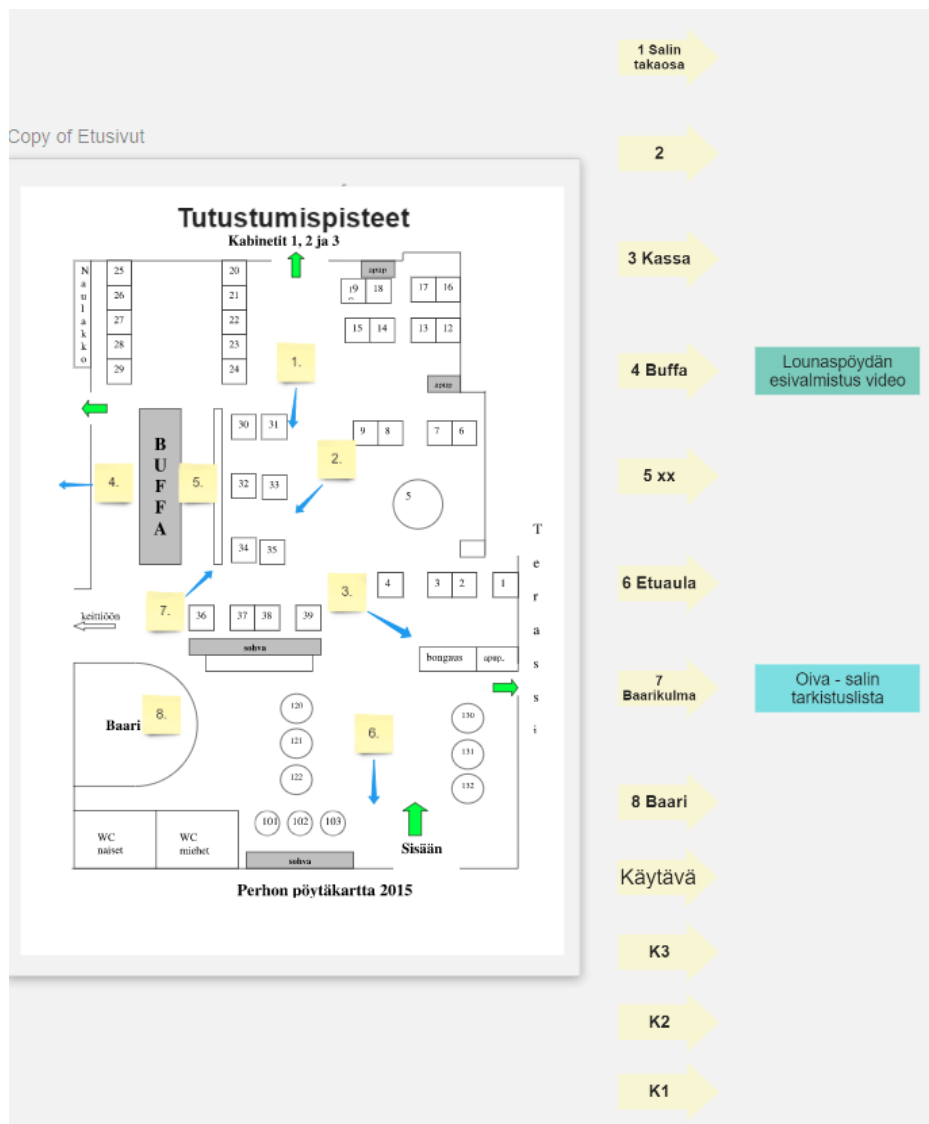 Copy of Etusivut
Tutustumispisteet
Kabinetit 1, 2 ja 3
Naulakko
25
26
27
28
29
20
21
22
23
24
apup
19
18
17
16
15
14
13
12
apup
1.
30
31
9
8
7
6
2.
BUFFA
4.
5.
32
33
5
34
35
Terassi
3.
4
3
2
1
7.
36
37
38
39
keittiöön
sohva
bongaus
apup.
Baari
8.
120
121
122
6.
130
131
132
101
102
103
WC
naiset
WC
miehet
sohva
Sisään
Perhon pöytäkartta 2015
1 Salin
takaosa
2
3 Kassa
4 Buffa
Lounaspöydän
esivalmistus video
5 xx
6 Etuaula
7
Baarikulma
Oiva - salin
tarkistuslista
8 Baari
Käytävä
K3
K2
K1